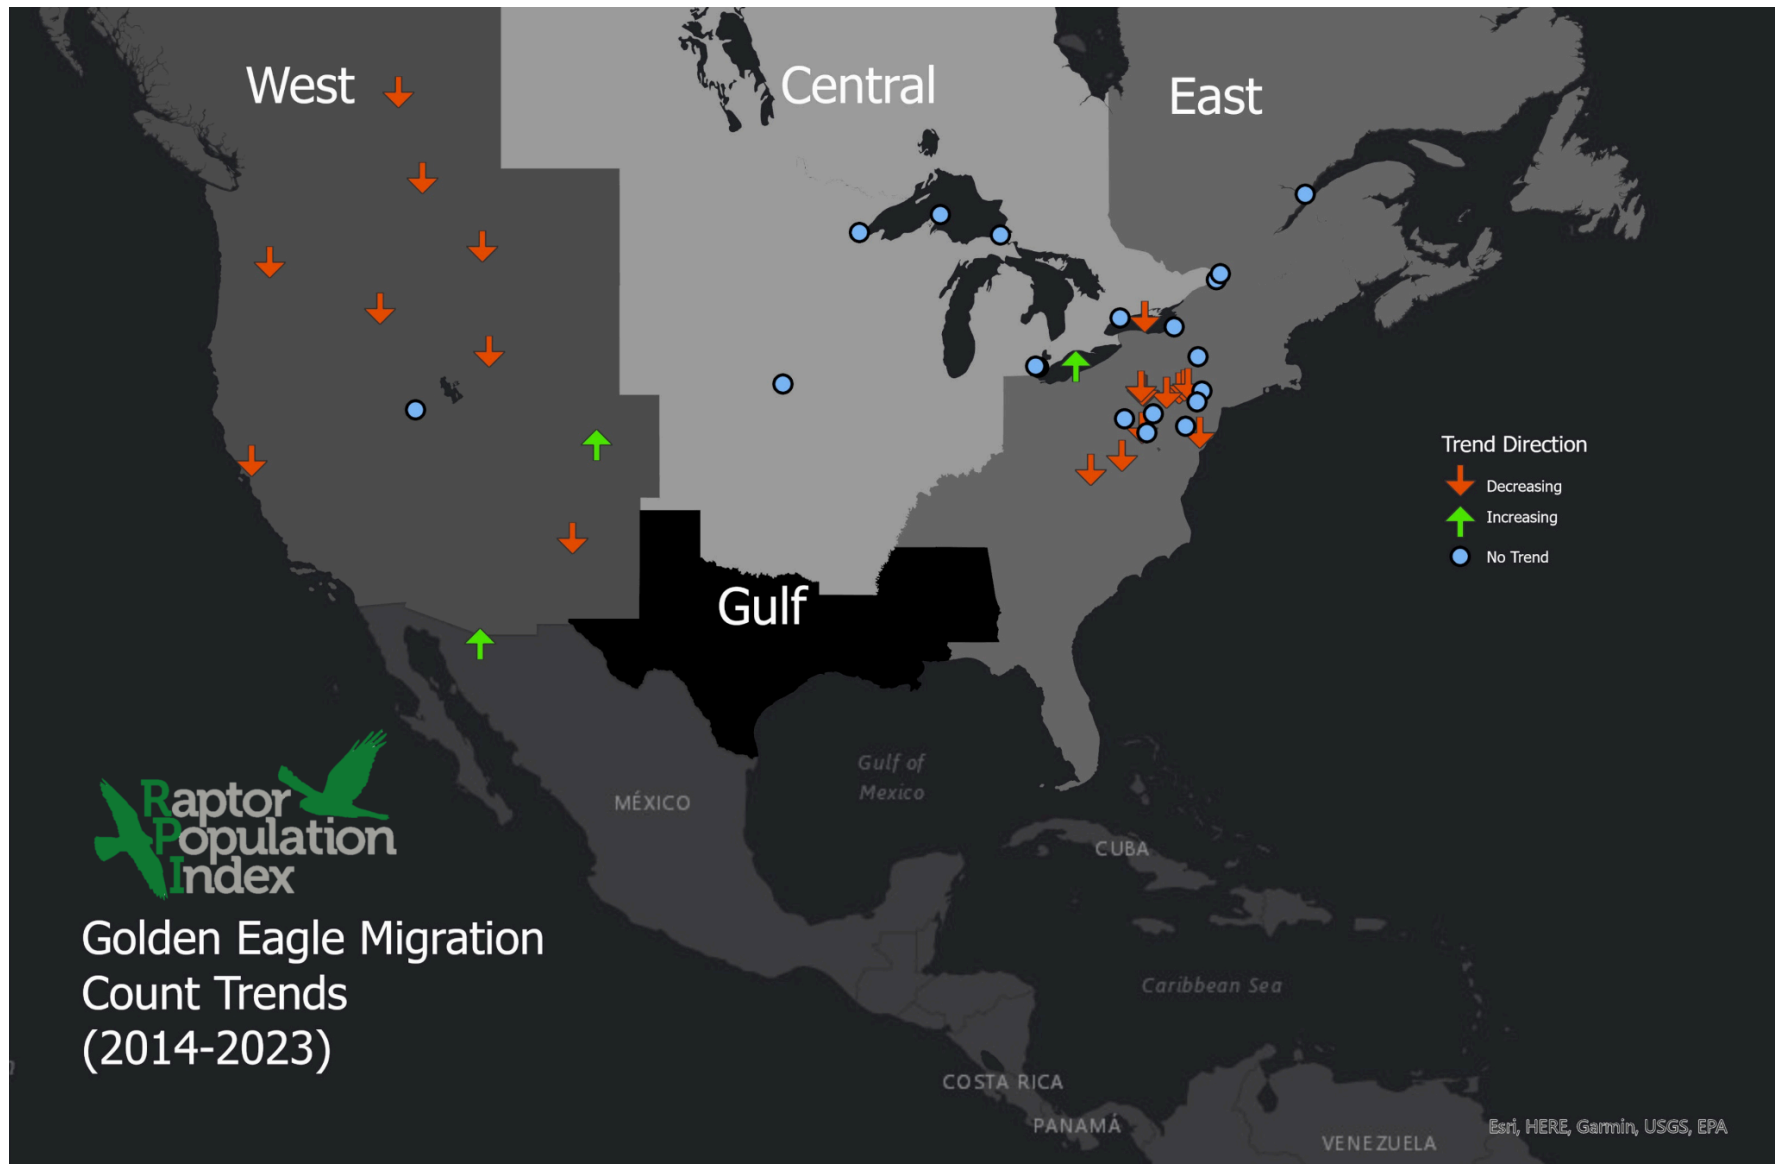 West
Central
East
Trend Direction
Decreasing
Increasing
No Trend
Gulf
Gulf of
Mexico
MÉXICO
CUBA
Raptor
Population
Index
Golden Eagle Migration
Count Trends
(2014-2023)
Caribbean Sea
COSTA RICA
PANAMÁ
VENEZUELA
Esri, HERE, Garmin, USGS, EPA